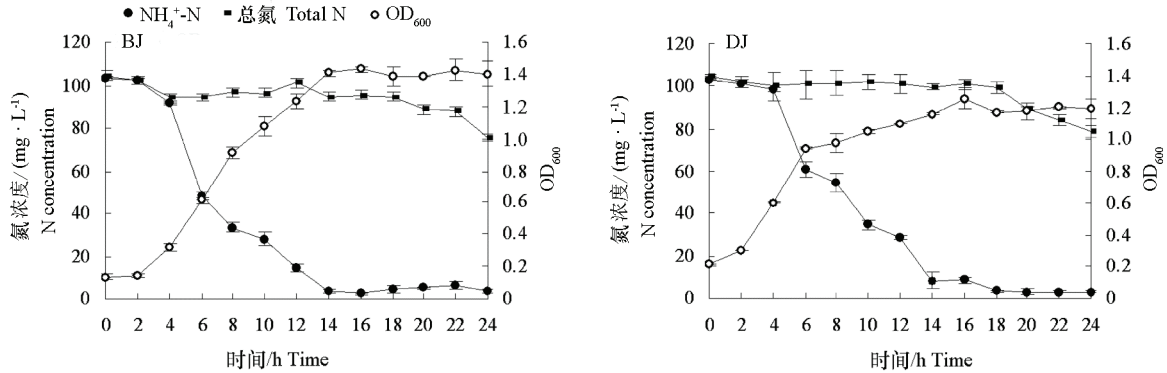 ● NH₄⁺-N ■ 总氮 Total N ○ OD₆₀₀
BJ
120
100
80
60
40
20
0
氮浓度/(mg·L⁻¹)
N concentration
1.6
1.4
1.2
1.0
0.8
0.6
0.4
0.2
0
OD₆₀₀
0 2 4 6 8 10 12 14 16 18 20 22 24
时间/h Time
DJ
120
100
80
60
40
20
0
氮浓度/(mg·L⁻¹)
N concentration
1.6
1.4
1.2
1.0
0.8
0.6
0.4
0.2
0
OD₆₀₀
0 2 4 6 8 10 12 14 16 18 20 22 24
时间/h Time